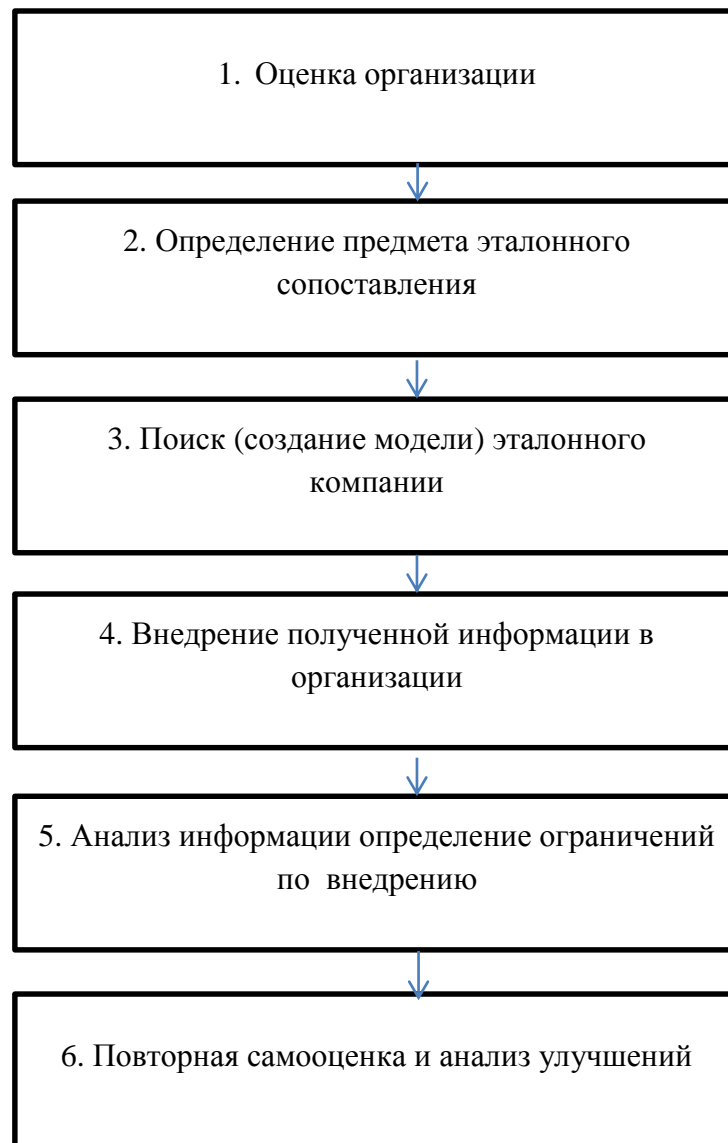 1. Оценка организации
2. Определение предмета эталонного
сопоставления
3. Поиск (создание модели) эталонного
компании
4. Внедрение полученной информации в
организации
5. Анализ информации определение ограничений
по внедрению
6. Повторная самооценка и анализ улучшений